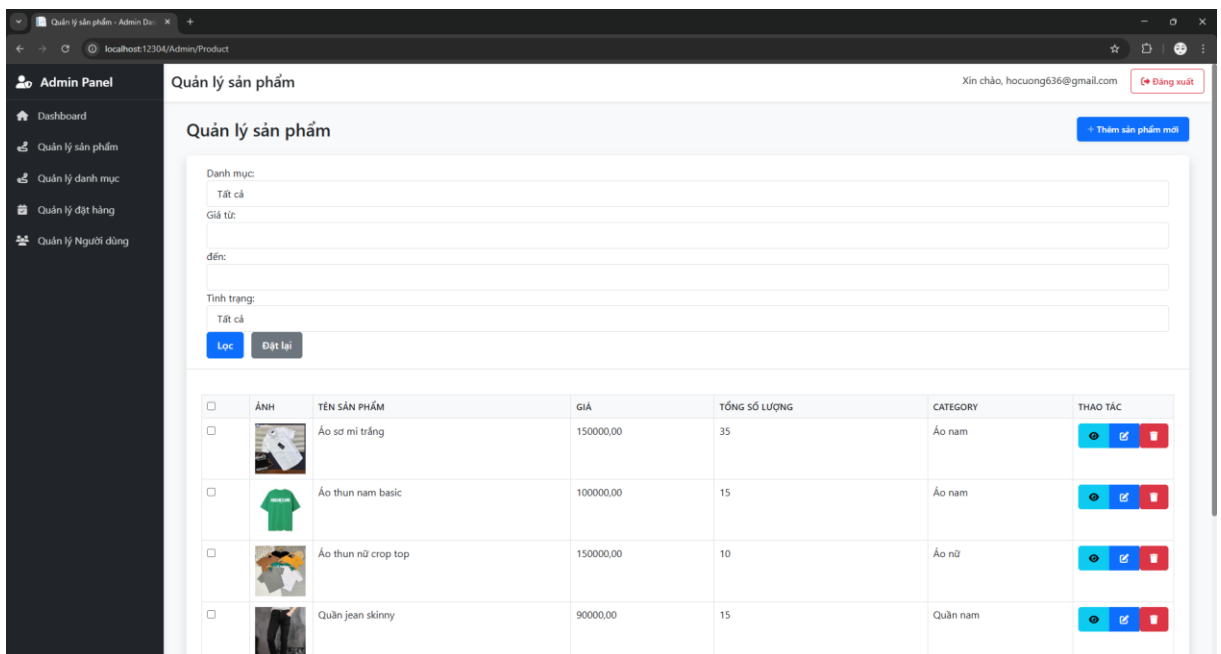 Quản lý sản phẩm - Admin Das
localhost:12304/Admin/Product
Admin Panel
Quản lý sản phẩm
Xin chào, hocuong636@gmail.com
Đăng xuất
Dashboard
Quản lý sản phẩm
Quản lý danh mục
Quản lý đặt hàng
Quản lý Người dùng
Quản lý sản phẩm
+ Thêm sản phẩm mới
Danh mục:
Tất cả
Giá từ:
đến:
Tình trạng:
Tất cả
Lọc Đặt lại
ẢNH TÊN SẢN PHẨM GIÁ TỔNG SỐ LƯỢNG CATEGORY THAO TÁC
Áo sơ mi trắng 150000,00 35 Áo nam
Áo thun nam basic 100000,00 15 Áo nam
Áo thun nữ crop top 150000,00 10 Áo nữ
Quần jean skinny 90000,00 15 Quần nam